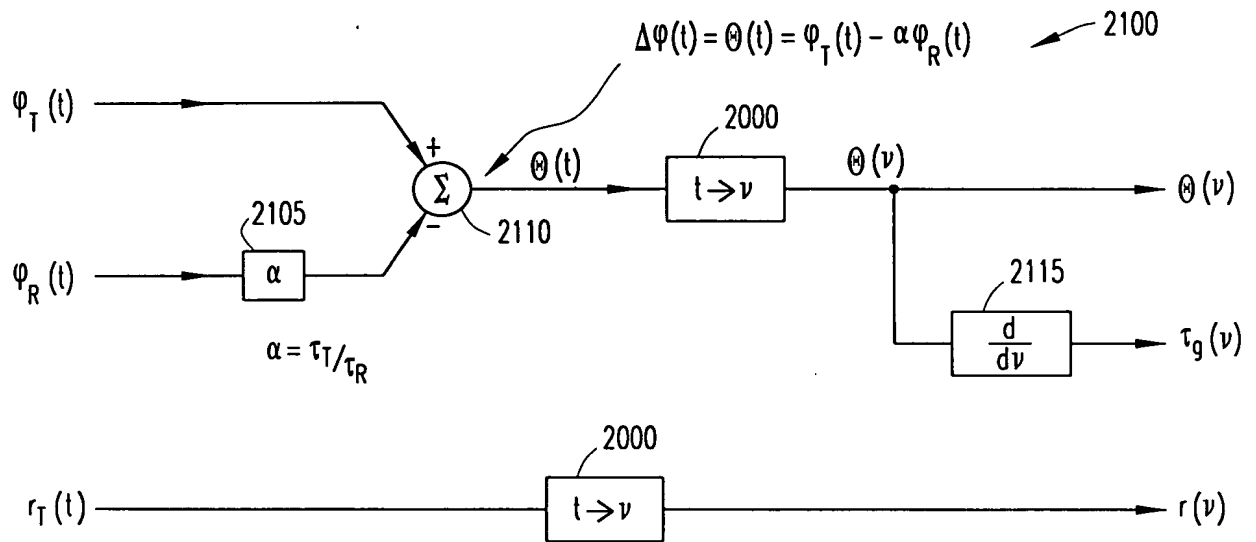 Δφ(t) = Θ(t) = φ_T(t) - αφ_R(t)
2100
φ_T(t)
2000
+
Θ(t)
Θ(ν)
Σ
t→ν
Θ(ν)
-
2110
2105
φ_R(t)
α
2115
d/dν
τ_g(ν)
α = τ_T/τ_R
2000
r_T(t)
t→ν
r(ν)